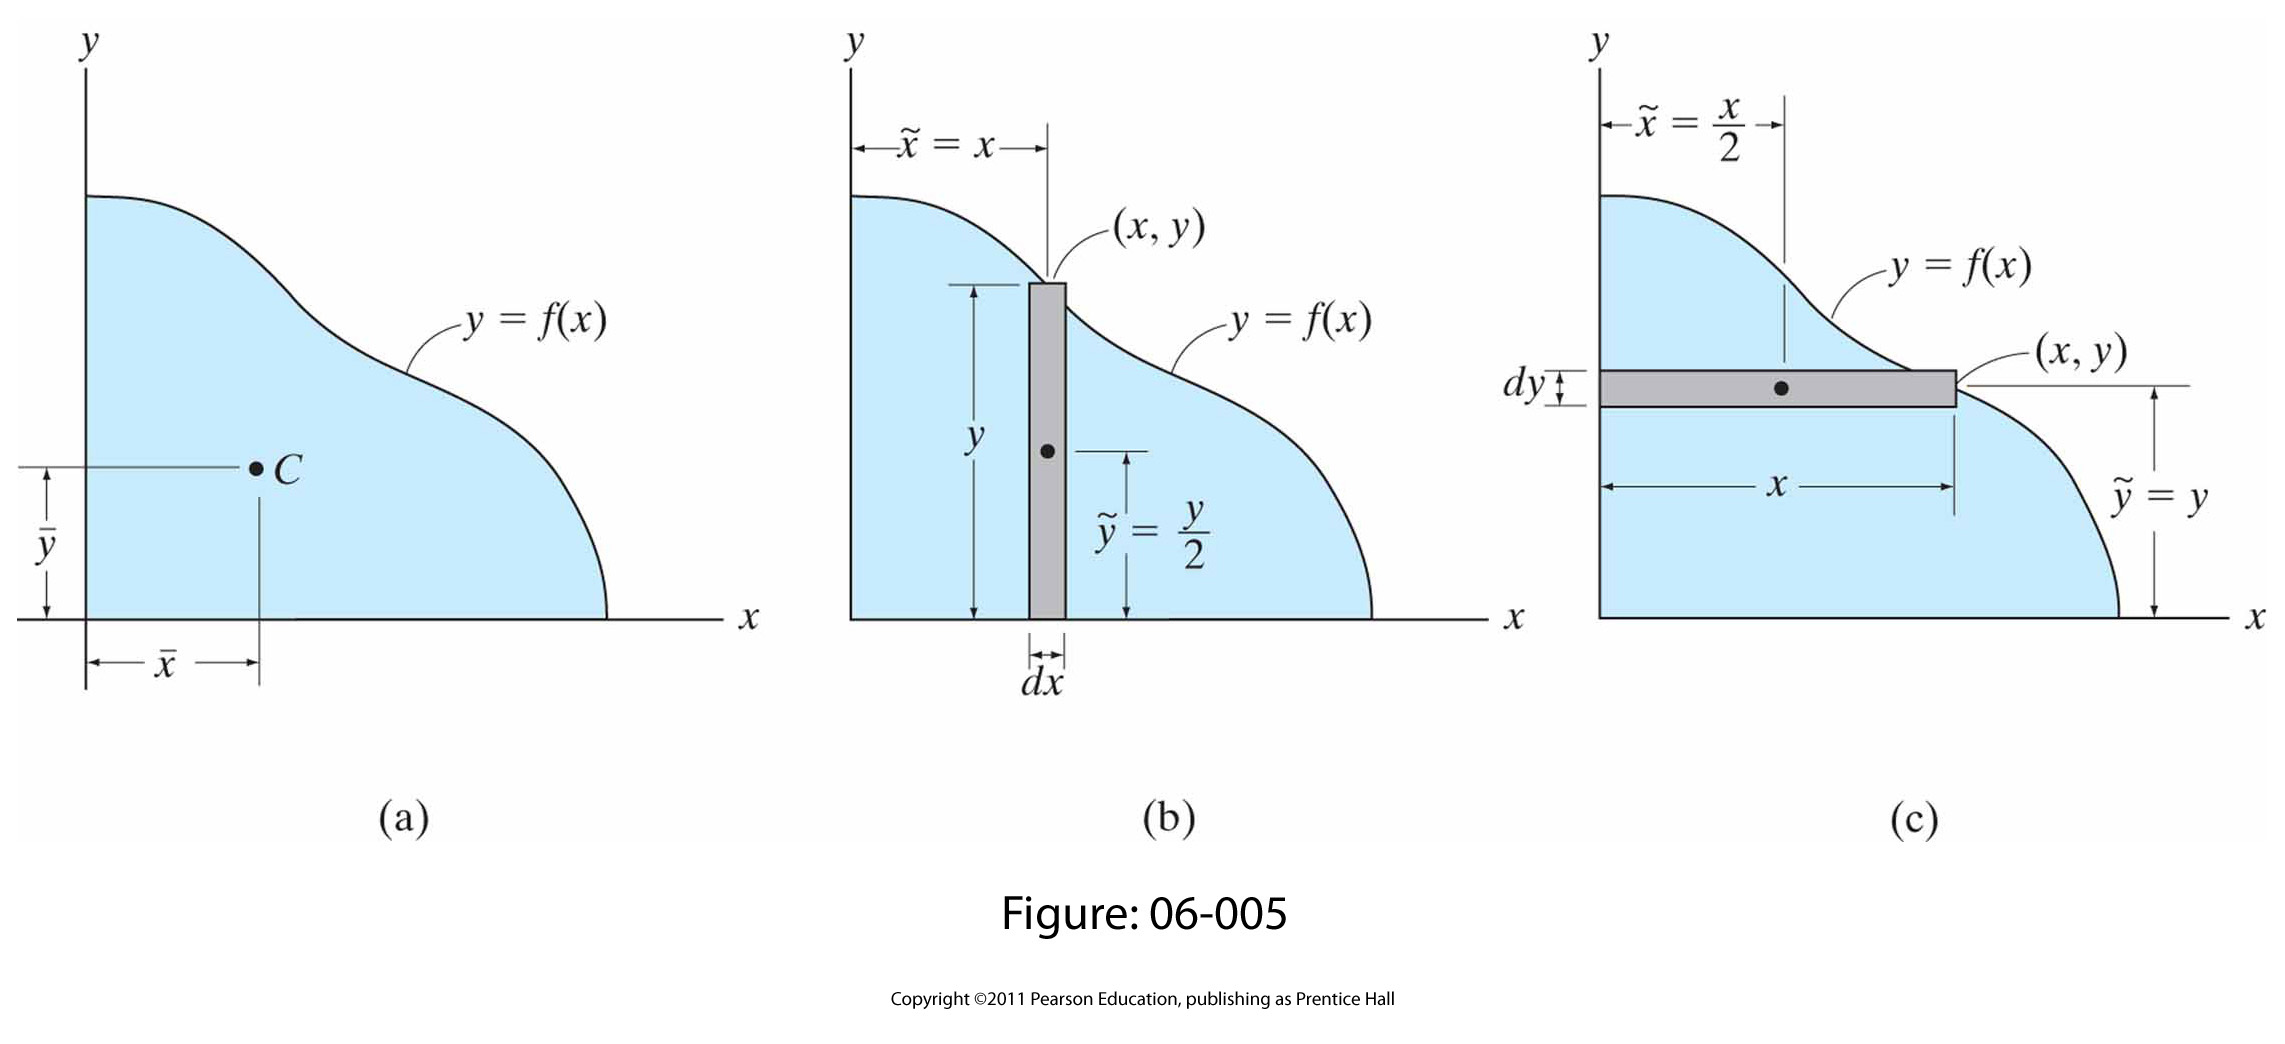 y
y = f(x)
C
ȳ
x
x̄
(a)
y
x̃ = x
(x, y)
y = f(x)
y
ỹ = y/2
x
dx
(b)
y
x̃ = x/2
y = f(x)
(x, y)
dy
x
ỹ = y
x
(c)
Figure: 06-005
Copyright ©2011 Pearson Education, publishing as Prentice Hall